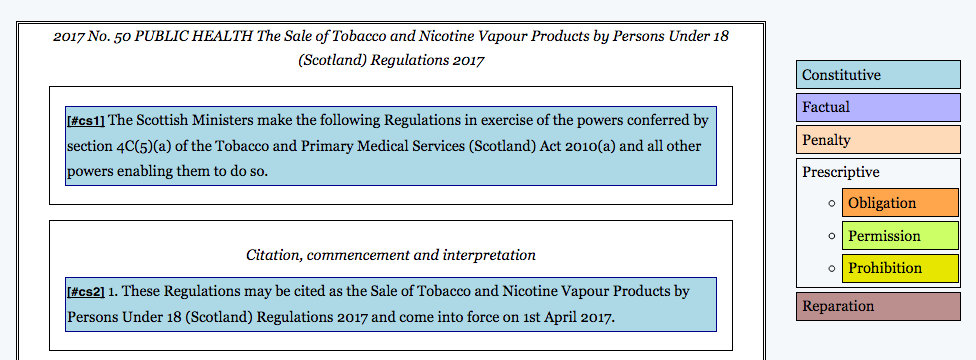 2017 No. 50 PUBLIC HEALTH The Sale of Tobacco and Nicotine Vapour Products by Persons Under 18
(Scotland) Regulations 2017
[#cs1] The Scottish Ministers make the following Regulations in exercise of the powers conferred by
section 4C(5)(a) of the Tobacco and Primary Medical Services (Scotland) Act 2010(a) and all other
powers enabling them to do so.
Citation, commencement and interpretation
[#cs2] 1. These Regulations may be cited as the Sale of Tobacco and Nicotine Vapour Products by
Persons Under 18 (Scotland) Regulations 2017 and come into force on 1st April 2017.
Constitutive
Factual
Penalty
Prescriptive
Obligation
Permission
Prohibition
Reparation